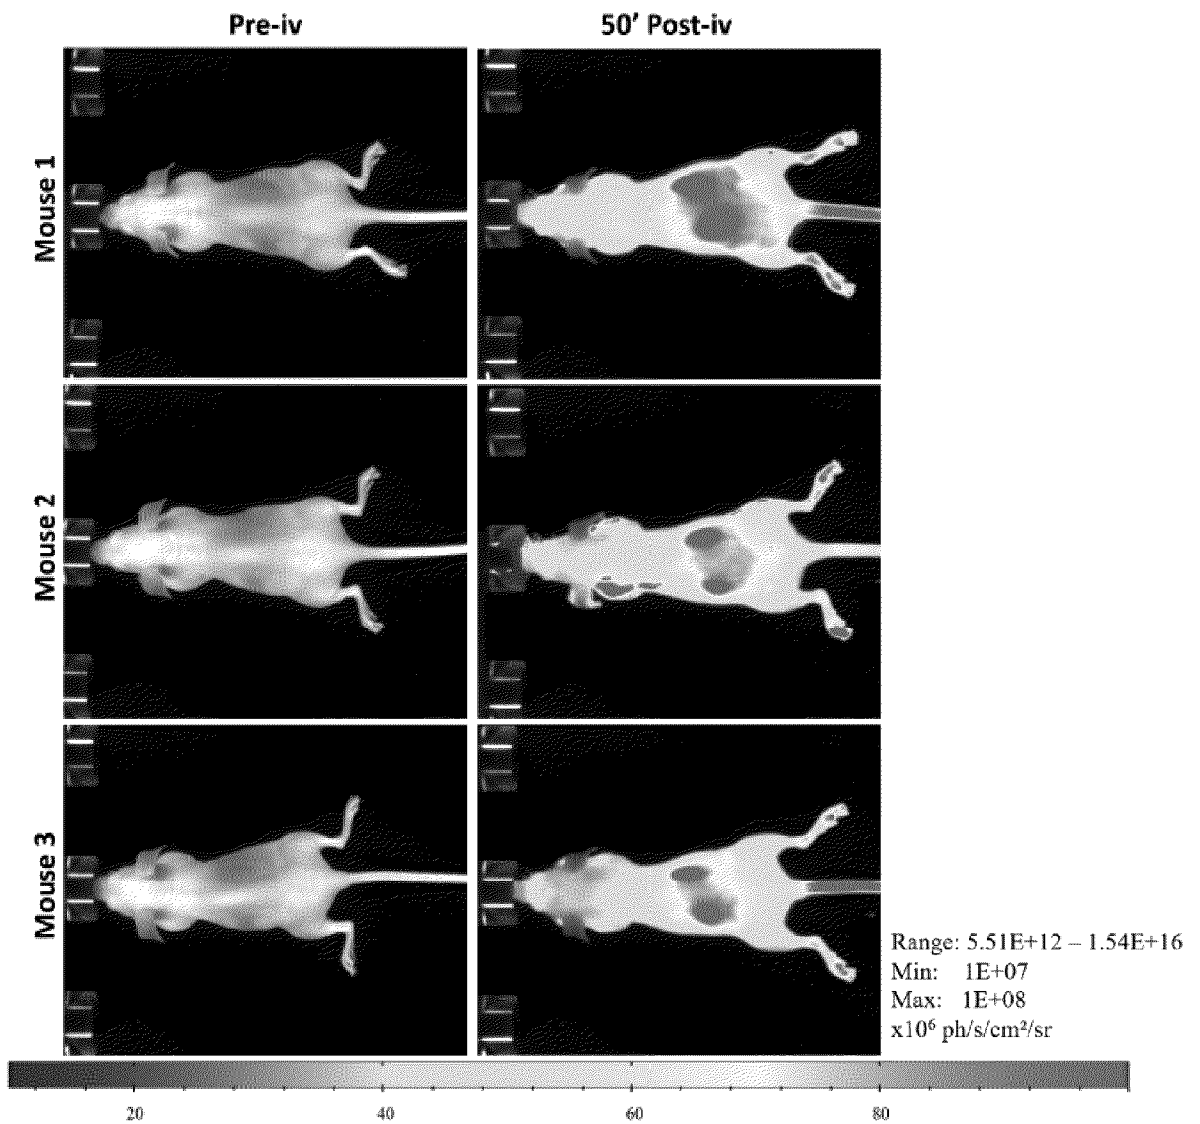 Pre-iv
50' Post-iv
Mouse 1
Mouse 2
Mouse 3
Range: 5.51E+12 – 1.54E+16
Min: 1E+07
Max: 1E+08
x10⁶ ph/s/cm²/sr
20 40 60 80